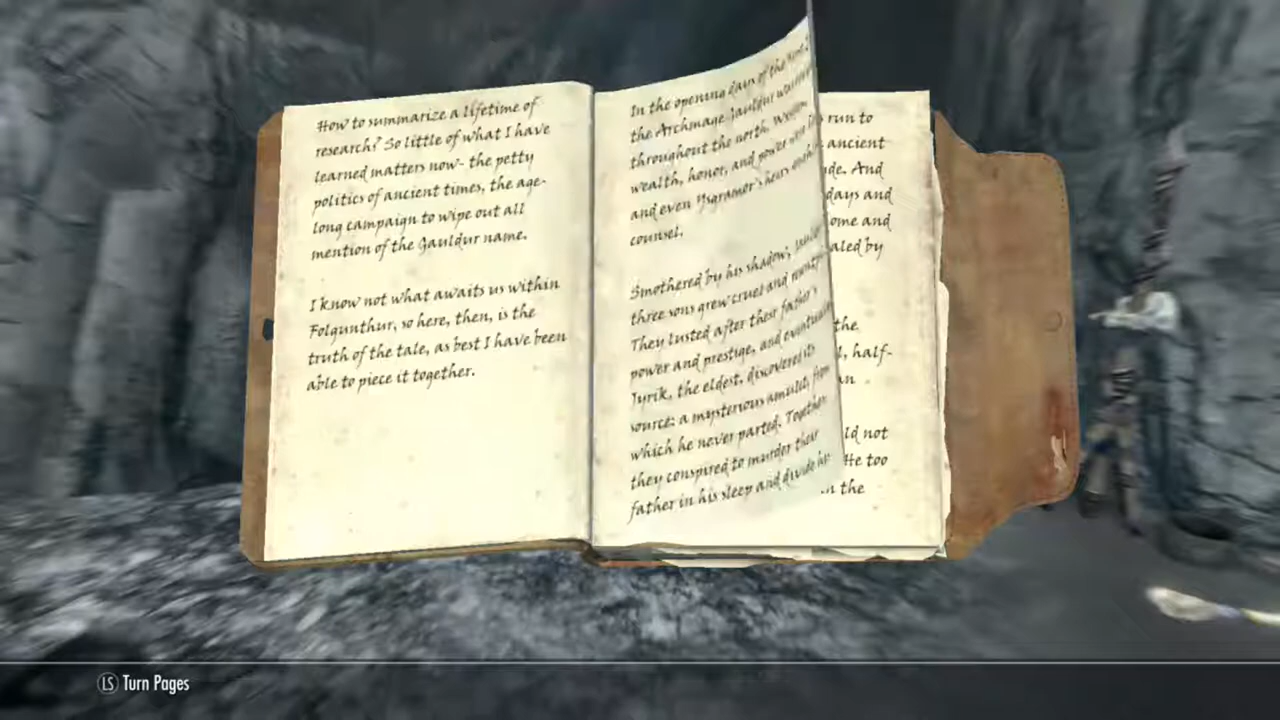 How to summarize a lifetime of
research? So little of what I have
learned matters now- the petty
politics of ancient times, the age-
long campaign to wipe out all
mention of the Gauldur name.
I know not what awaits us within
Folgunthur, so here, then, is the
truth of the tale, as best I have been
able to piece it together.
In the opening days of the
the Archmage Gauldur
throughout the north. Wisdom,
wealth, honor, and power were
and even Ysgramor's heirs
counsel.
Smothered by his shadow,
three sons grew cruel and
They lusted after their father's
power and prestige, and
Jyrik, the eldest, discovered its
source: a mysterious amulet, from
which he never parted. Together
they conspired to murder their
father in his sleep and divide his
run to
ancient
And
days and
and
by
the
half-
not
He too
the
LS Turn Pages